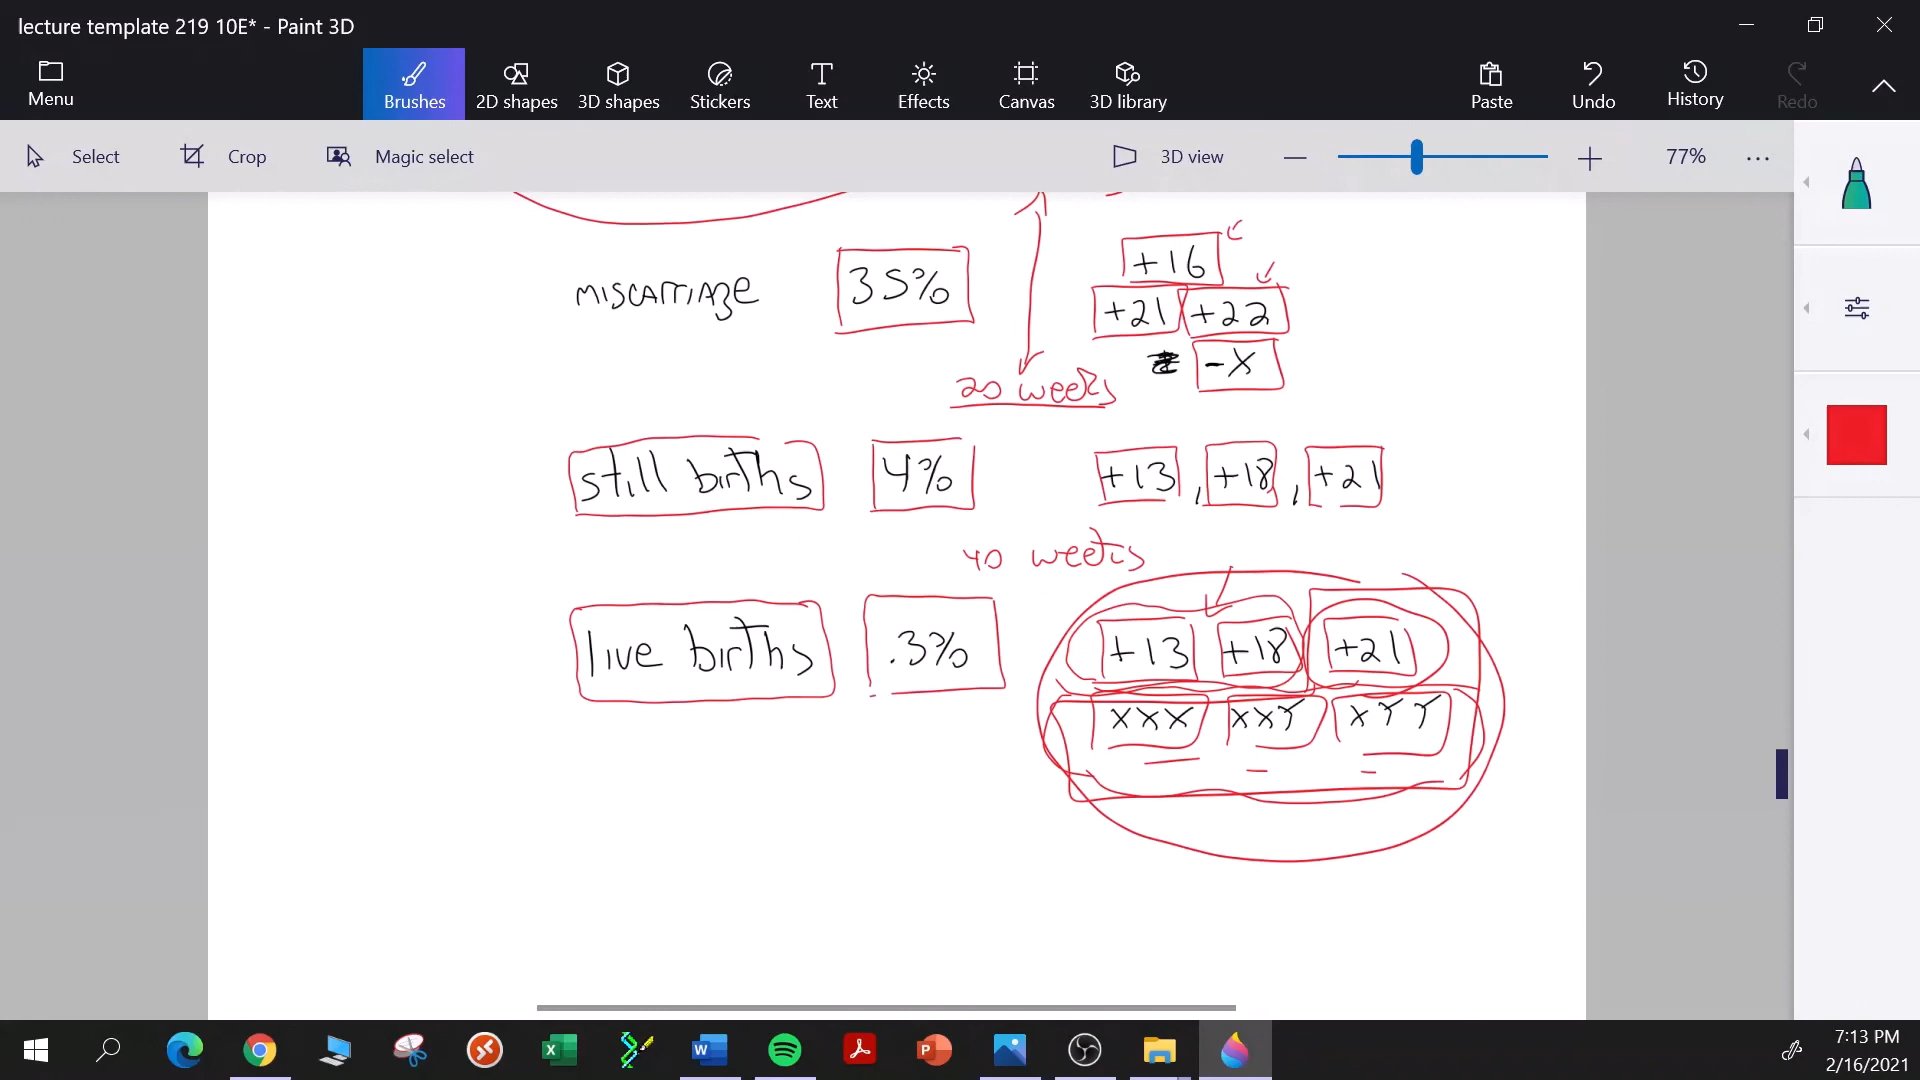 lecture template 219 10E* - Paint 3D
Menu
Brushes
2D shapes
3D shapes
Stickers
Text
Effects
Canvas
3D library
Paste
Undo
History
Redo
Select
Crop
Magic select
3D view
77%
+16
miscarriage 35% +21 +22
-X
20 weeks
still births 4% +13, +18, +21
40 weeks
live births .3% +13 +18 +21
XXX XXY XYY
7:13 PM
2/16/2021